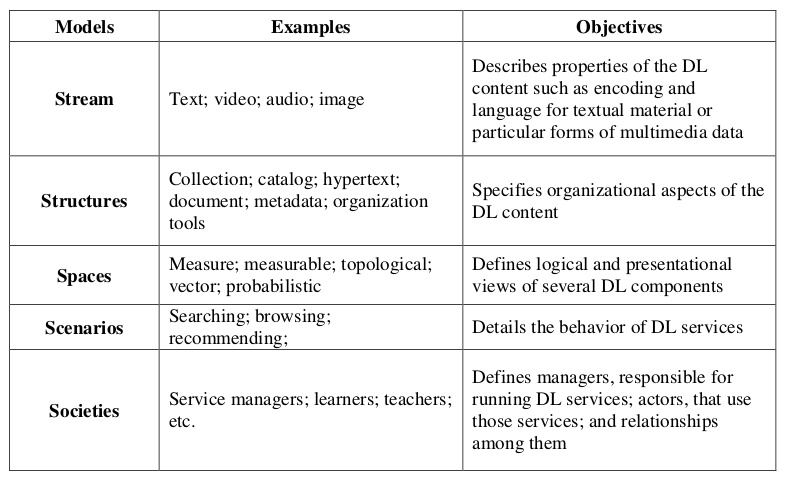 Models Examples Objectives
Stream
Text; video; audio; image
Describes properties of the DL
content such as encoding and
language for textual material or
particular forms of multimedia data
Structures
Collection; catalog; hypertext;
document; metadata; organization
tools
Specifies organizational aspects of the
DL content
Spaces
Measure; measurable; topological;
vector; probabilistic
Defines logical and presentational
views of several DL components
Scenarios
Searching; browsing;
recommending;
Details the behavior of DL services
Societies
Service managers; learners; teachers;
etc.
Defines managers, responsible for
running DL services; actors, that use
those services; and relationships
among them